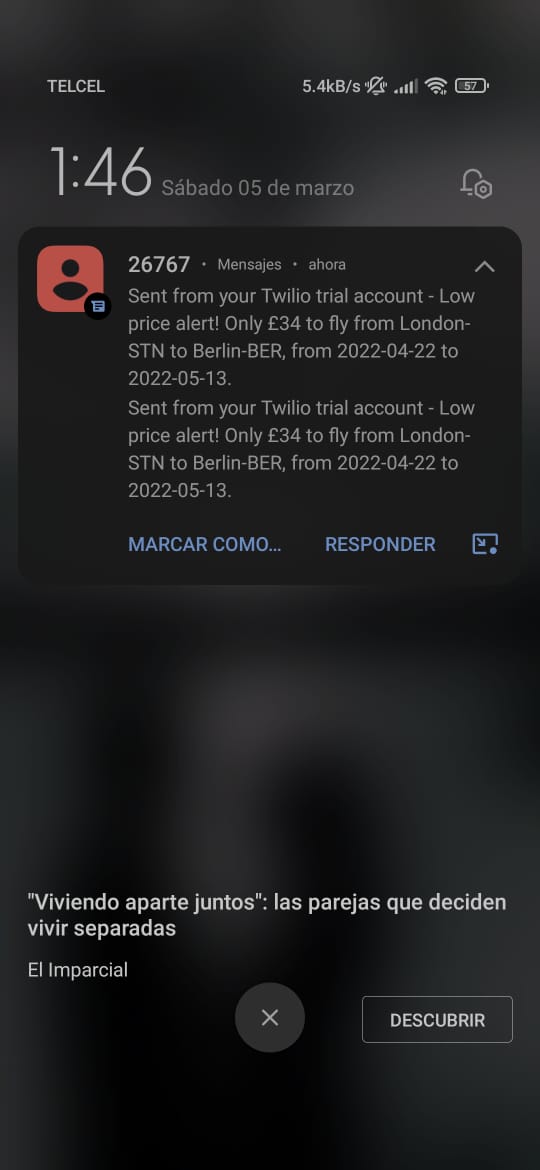 TELCEL
5.4kB/s 57
1:46 Sábado 05 de marzo
26767 • Mensajes • ahora
Sent from your Twilio trial account - Low
price alert! Only £34 to fly from London-
STN to Berlin-BER, from 2022-04-22 to
2022-05-13.
Sent from your Twilio trial account - Low
price alert! Only £34 to fly from London-
STN to Berlin-BER, from 2022-04-22 to
2022-05-13.
MARCAR COMO... RESPONDER
"Viviendo aparte juntos": las parejas que deciden
vivir separadas
El Imparcial
DESCUBRIR